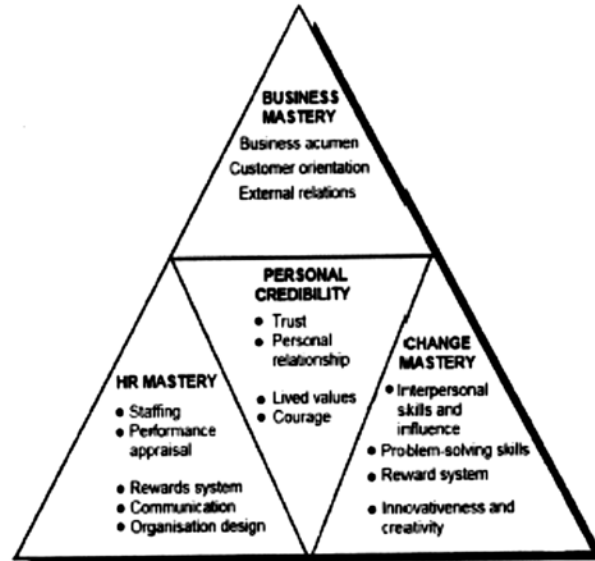 BUSINESS
MASTERY
Business acumen
Customer orientation
External relations
PERSONAL
CREDIBILITY
● Trust
● Personal
relationship
● Lived values
● Courage
HR MASTERY
● Staffing
● Performance
appraisal
● Rewards system
● Communication
● Organisation design
CHANGE
MASTERY
● Interpersonal
skills and
influence
● Problem-solving skills
● Reward system
● Innovativeness and
creativity